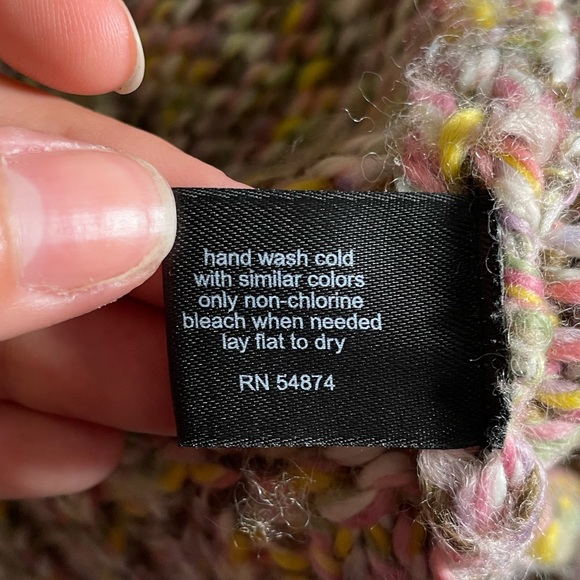 hand wash cold
with similar colors
only non-chlorine
bleach when needed
lay flat to dry
RN 54874